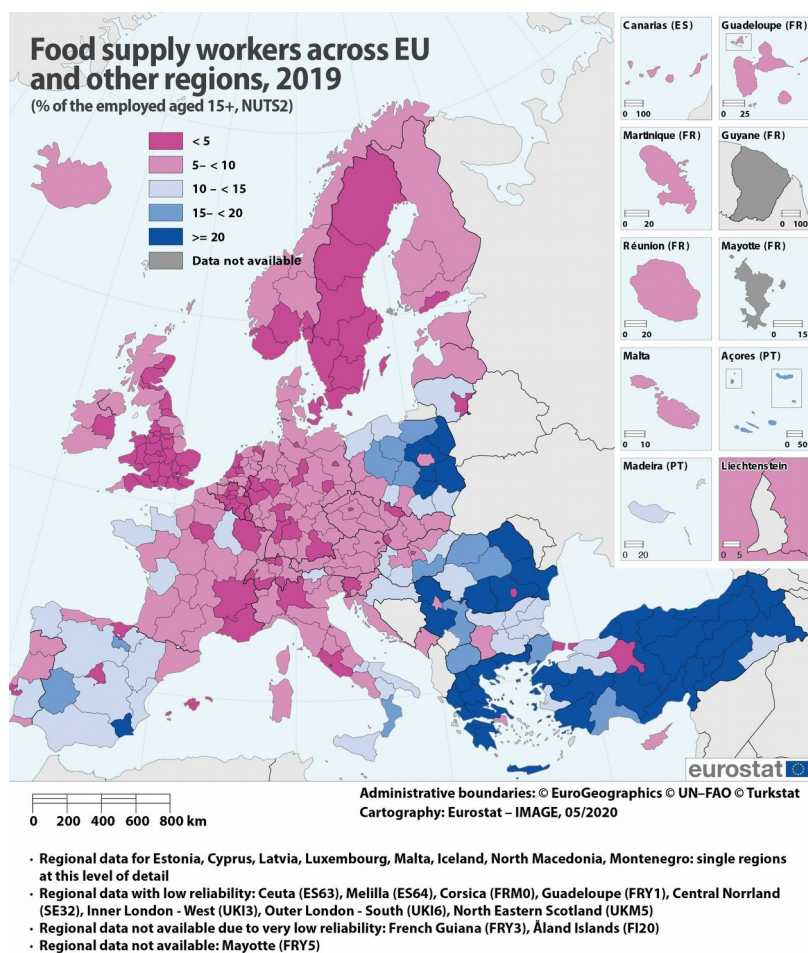 Food supply workers across EU
and other regions, 2019
(% of the employed aged 15+, NUTS2)
< 5
5– < 10
10 – < 15
15– < 20
>= 20
Data not available
Canarias (ES)
0 100
Guadeloupe (FR)
0 25
Martinique (FR)
0 20
Guyane (FR)
0 100
Réunion (FR)
0 20
Mayotte (FR)
0 15
Malta
0 10
Açores (PT)
0 50
Madeira (PT)
0 20
Liechtenstein
0 5
eurostat
0 200 400 600 800 km
Administrative boundaries: © EuroGeographics © UN–FAO © Turkstat
Cartography: Eurostat – IMAGE, 05/2020
• Regional data for Estonia, Cyprus, Latvia, Luxembourg, Malta, Iceland, North Macedonia, Montenegro: single regions
at this level of detail
• Regional data with low reliability: Ceuta (ES63), Melilla (ES64), Corsica (FRM0), Guadeloupe (FRY1), Central Norrland
(SE32), Inner London - West (UKI3), Outer London - South (UKI6), North Eastern Scotland (UKM5)
• Regional data not available due to very low reliability: French Guiana (FRY3), Åland Islands (FI20)
• Regional data not available: Mayotte (FRY5)